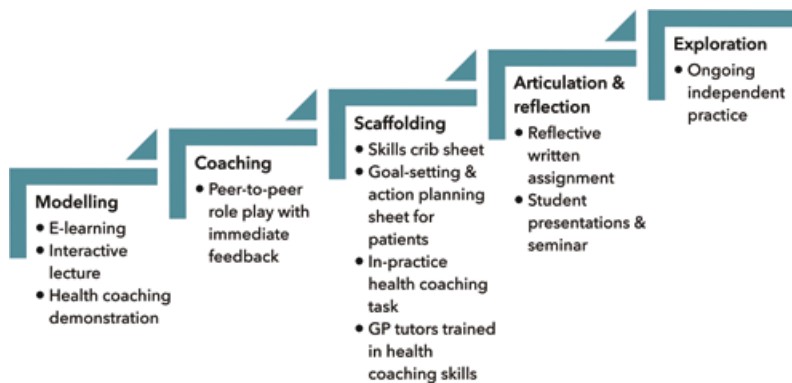 Modelling
• E-learning
• Interactive
lecture
• Health coaching
demonstration
Coaching
• Peer-to-peer
role play with
immediate
feedback
Scaffolding
• Skills crib sheet
• Goal-setting &
action planning
sheet for
patients
• In-practice
health coaching
task
• GP tutors trained
in health
coaching skills
Articulation &
reflection
• Reflective
written
assignment
• Student
presentations &
seminar
Exploration
• Ongoing
independent
practice